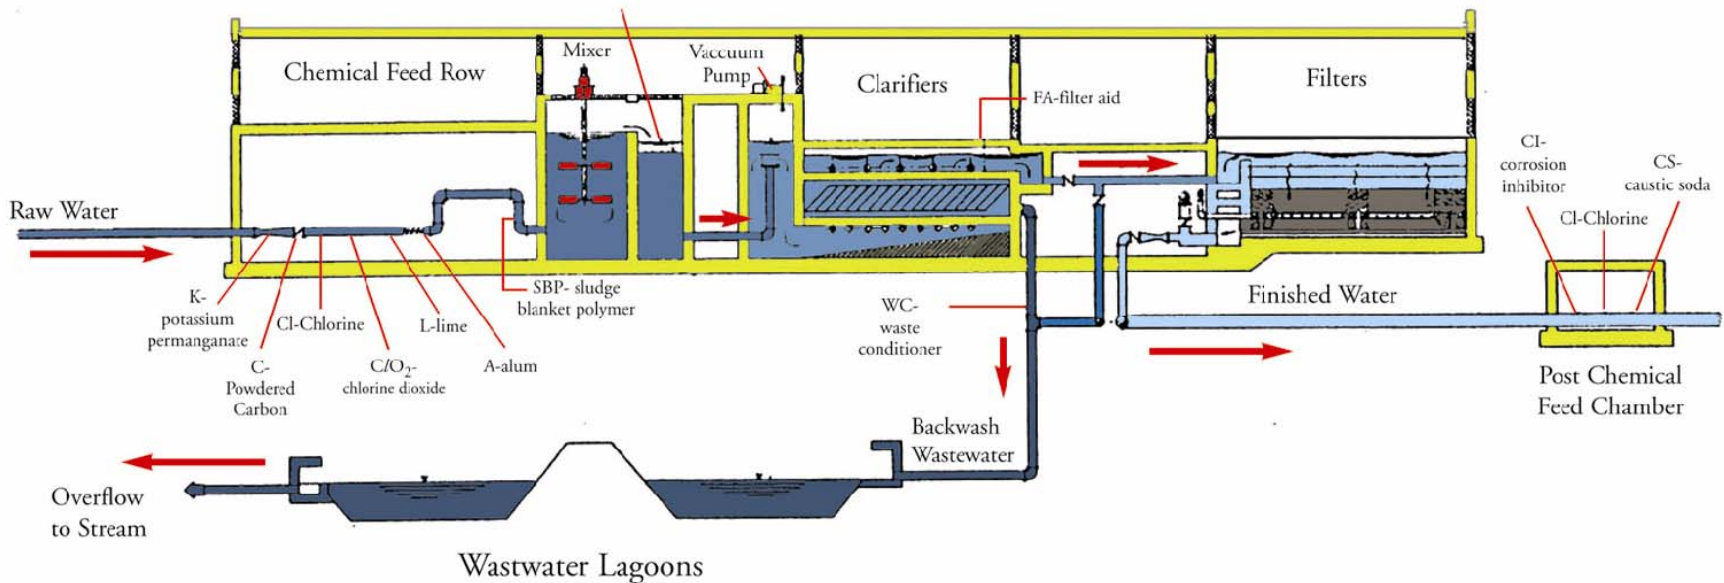 Chemical Feed Row
Mixer
Vaccuum
Pump
Clarifiers
FA-filter aid
Filters
CI-
corrosion
inhibitor
CS-
caustic soda
Cl-Chlorine
Raw Water
K-
potassium
permanganate
C-
Powdered
Carbon
Cl-Chlorine
C/O2-
chlorine dioxide
L-lime
A-alum
SBP- sludge
blanket polymer
WC-
waste
conditioner
Finished Water
Post Chemical
Feed Chamber
Backwash
Wastewater
Overflow
to Stream
Wastwater Lagoons